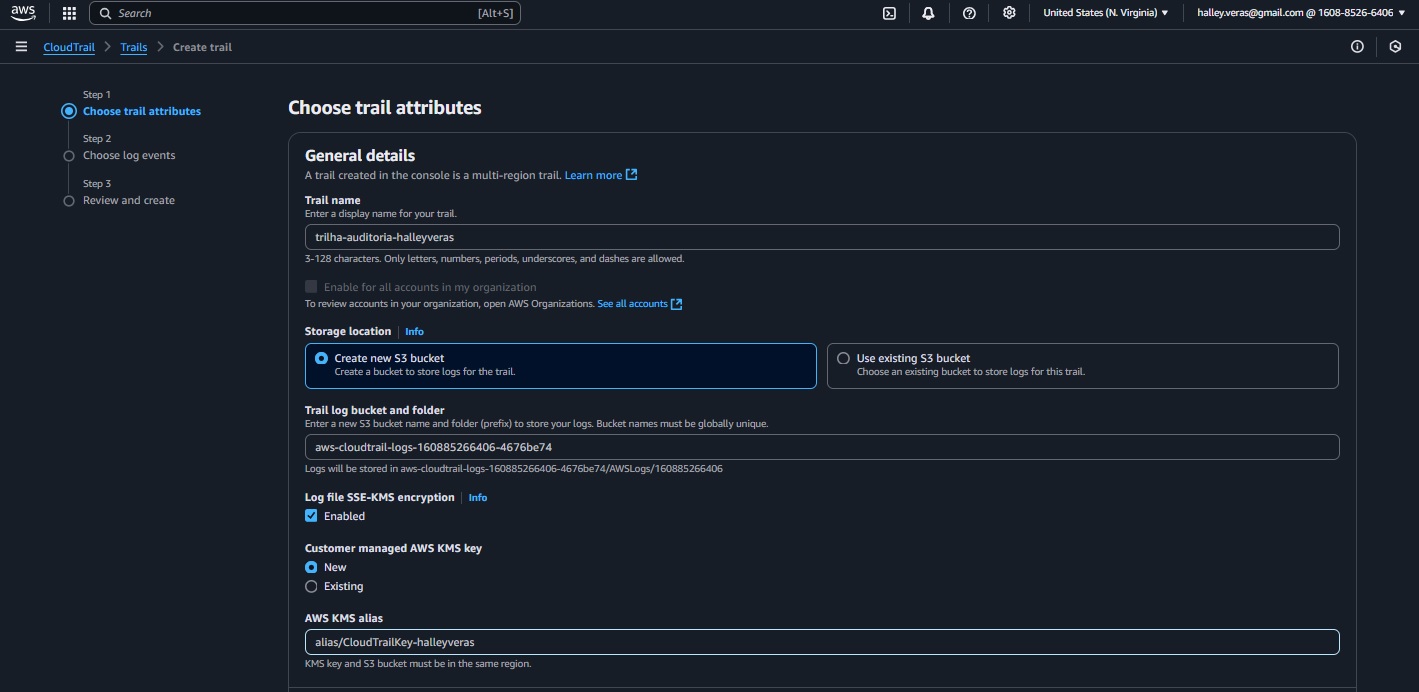 aws
Search [Alt+S]
United States (N. Virginia) halley.veras@gmail.com @ 1608-8526-6406
CloudTrail Trails Create trail
Step 1
Choose trail attributes
Step 2
Choose log events
Step 3
Review and create
Choose trail attributes
General details
A trail created in the console is a multi-region trail. Learn more
Trail name
Enter a display name for your trail.
trilha-auditoria-halleyveras
3-128 characters. Only letters, numbers, periods, underscores, and dashes are allowed.
Enable for all accounts in my organization
To review accounts in your organization, open AWS Organizations. See all accounts
Storage location Info
Create new S3 bucket
Create a bucket to store logs for the trail.
Use existing S3 bucket
Choose an existing bucket to store logs for this trail.
Trail log bucket and folder
Enter a new S3 bucket name and folder (prefix) to store your logs. Bucket names must be globally unique.
aws-cloudtrail-logs-160885266406-4676be74
Logs will be stored in aws-cloudtrail-logs-160885266406-4676be74/AWSLogs/160885266406
Log file SSE-KMS encryption Info
Enabled
Customer managed AWS KMS key
New
Existing
AWS KMS alias
alias/CloudTrailKey-halleyveras
KMS key and S3 bucket must be in the same region.